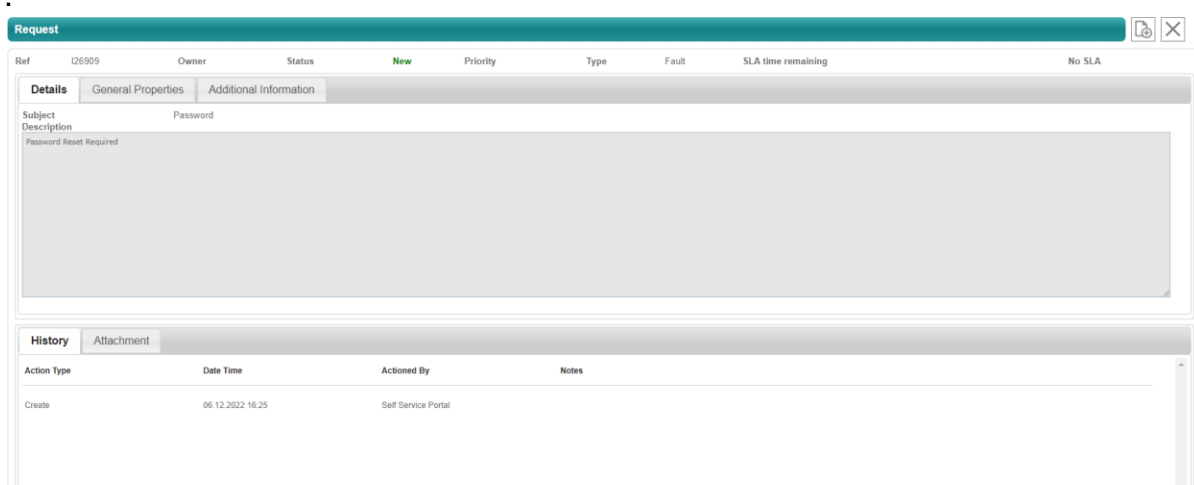 Request
Ref I26909 Owner Status New Priority Type Fault SLA time remaining No SLA
Details General Properties Additional Information
Subject Password
Description
Password Reset Required
History Attachment
Action Type Date Time Actioned By Notes
Create 06.12.2022 16:25 Self Service Portal